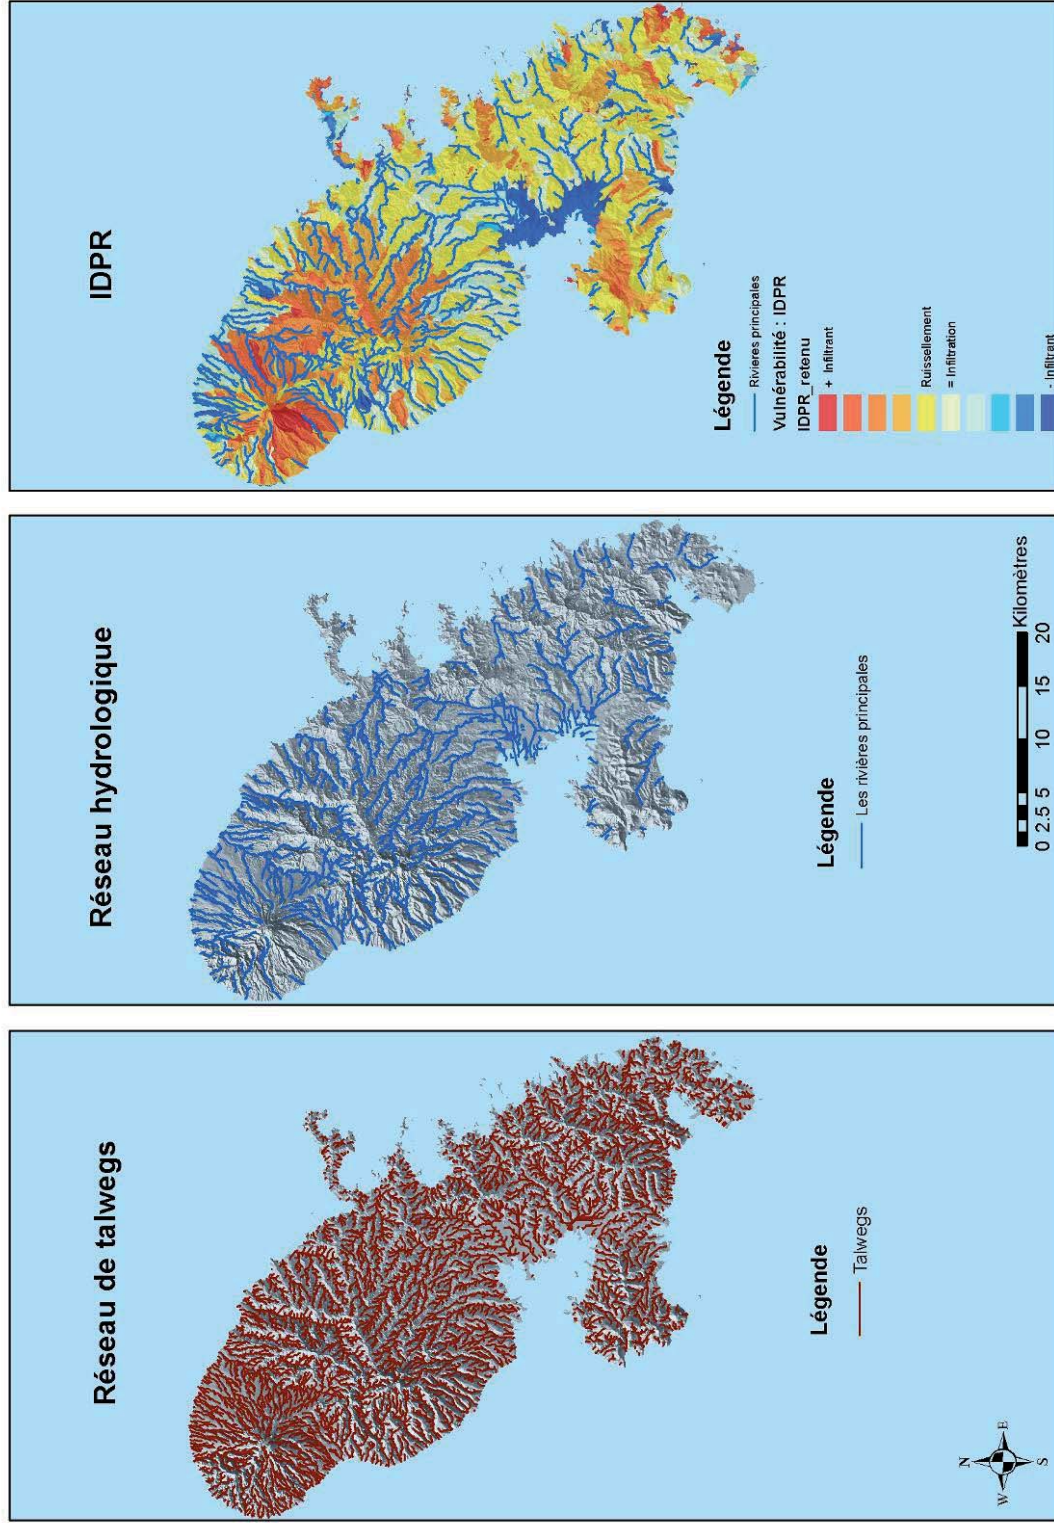 Réseau de talwegs
Légende
Talwegs
N
W
E
S
Réseau hydrologique
Légende
Les rivières principales
0 2.5 5 10 15 20
Kilomètres
IDPR
Légende
Rivieres principales
Vulnérabilité : IDPR
IDPR_retenu
+ Infiltrant
Ruissellement
= Infiltration
- Infiltrant